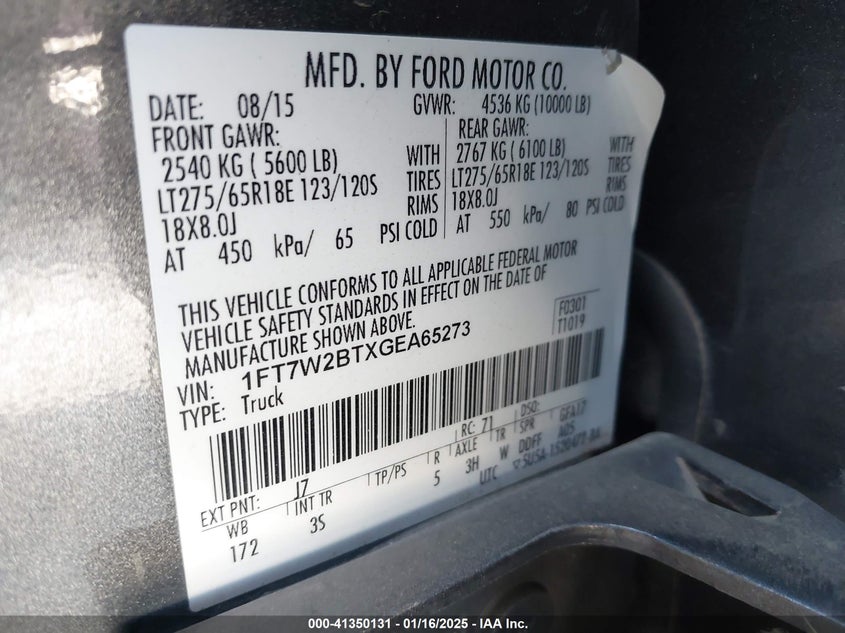 MFD. BY FORD MOTOR CO.
DATE: 08/15 GVWR: 4536 KG (10000 LB)
FRONT GAWR: REAR GAWR:
2540 KG ( 5600 LB) WITH 2767 KG ( 6100 LB) WITH
LT275/65R18E 123/120S TIRES LT275/65R18E 123/120S TIRES
18X8.0J RIMS 18X8.0J RIMS
AT 450 kPa/ 65 PSI COLD AT 550 kPa/ 80 PSI COLD
THIS VEHICLE CONFORMS TO ALL APPLICABLE FEDERAL MOTOR
VEHICLE SAFETY STANDARDS IN EFFECT ON THE DATE OF
MANUFACTURE SHOWN ABOVE.
F0301
T1019
VIN: 1FT7W2BTXGEA65273
TYPE: Truck
EXT PNT: J7 RC: 71 DSO:
WB INT TR TP/PS R AXLE TR SPR GFA17
172 3S 5 3H W DDFF ADS
UTC
000-41350131 - 01/16/2025 - IAA Inc.